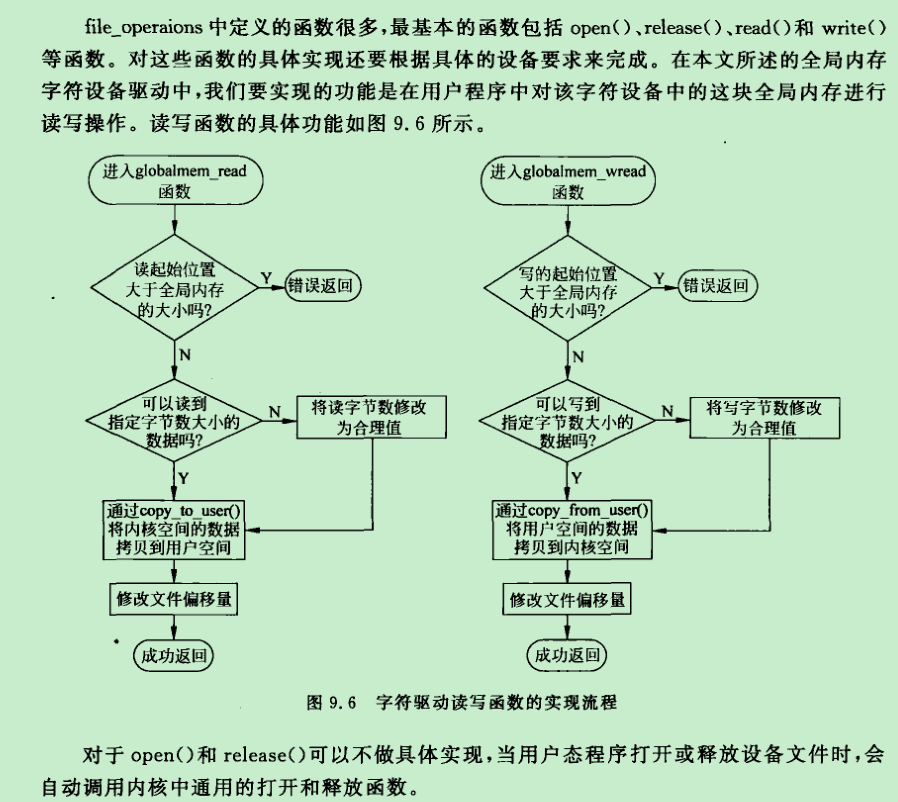 file_operaions 中定义的函数很多,最基本的函数包括 open()、release()、read()和 write()
等函数。对这些函数的具体实现还要根据具体的设备要求来完成。在本文所述的全局内存
字符设备驱动中,我们要实现的功能是在用户程序中对该字符设备中的这块全局内存进行
读写操作。读写函数的具体功能如图 9.6 所示。
进入globalmem_read
函数
读起始位置
大于全局内存
的大小吗?
Y
错误返回
N
可以读到
指定字节数大小的
数据吗?
N
将读字节数修改
为合理值
Y
通过copy_to_user()
将内核空间的数据
拷贝到用户空间
修改文件偏移量
成功返回
进入globalmem_wread
函数
写的起始位置
大于全局内存
的大小吗?
Y
错误返回
N
可以写到
指定字节数大小的
数据吗?
N
将写字节数修改
为合理值
Y
通过copy_from_user()
将用户空间的数据
拷贝到内核空间
修改文件偏移量
成功返回
图 9.6 字符驱动读写函数的实现流程
对于 open()和 release()可以不做具体实现,当用户态程序打开或释放设备文件时,会
自动调用内核中通用的打开和释放函数。